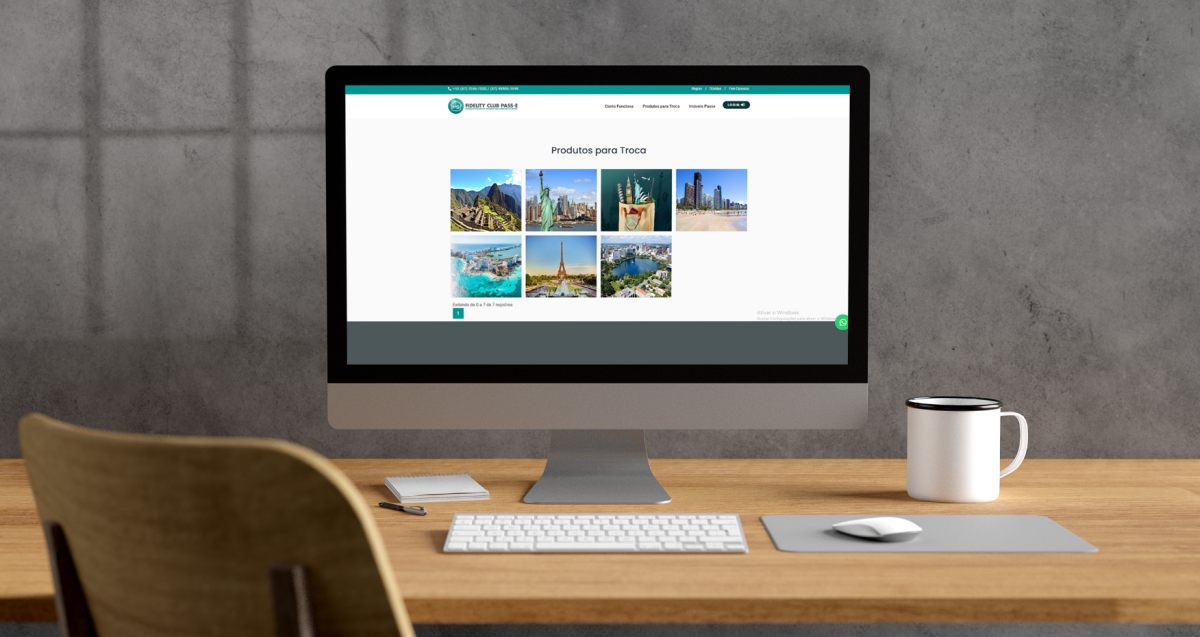 Regras / Dúvidas / Fale Conosco
FIDELITY CLUB PASS-E
Como Funciona Produtos para Troca Imóveis Passe LOGIN
Produtos para Troca
Exibindo de 0 a 7 de 7 registros
1
Ativar o Windows